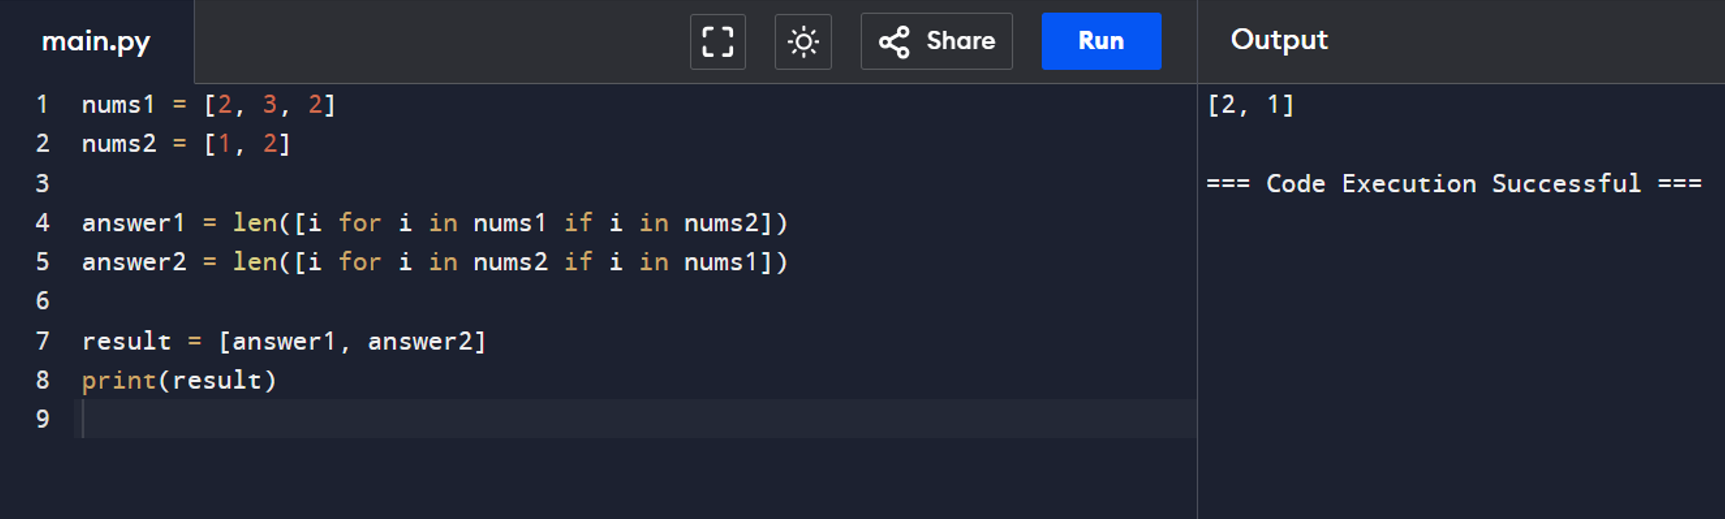 main.py
Share
Run
Output
1 nums1 = [2, 3, 2]
2 nums2 = [1, 2]
3
4 answer1 = len([i for i in nums1 if i in nums2])
5 answer2 = len([i for i in nums2 if i in nums1])
6
7 result = [answer1, answer2]
8 print(result)
9
[2, 1]
=== Code Execution Successful ===